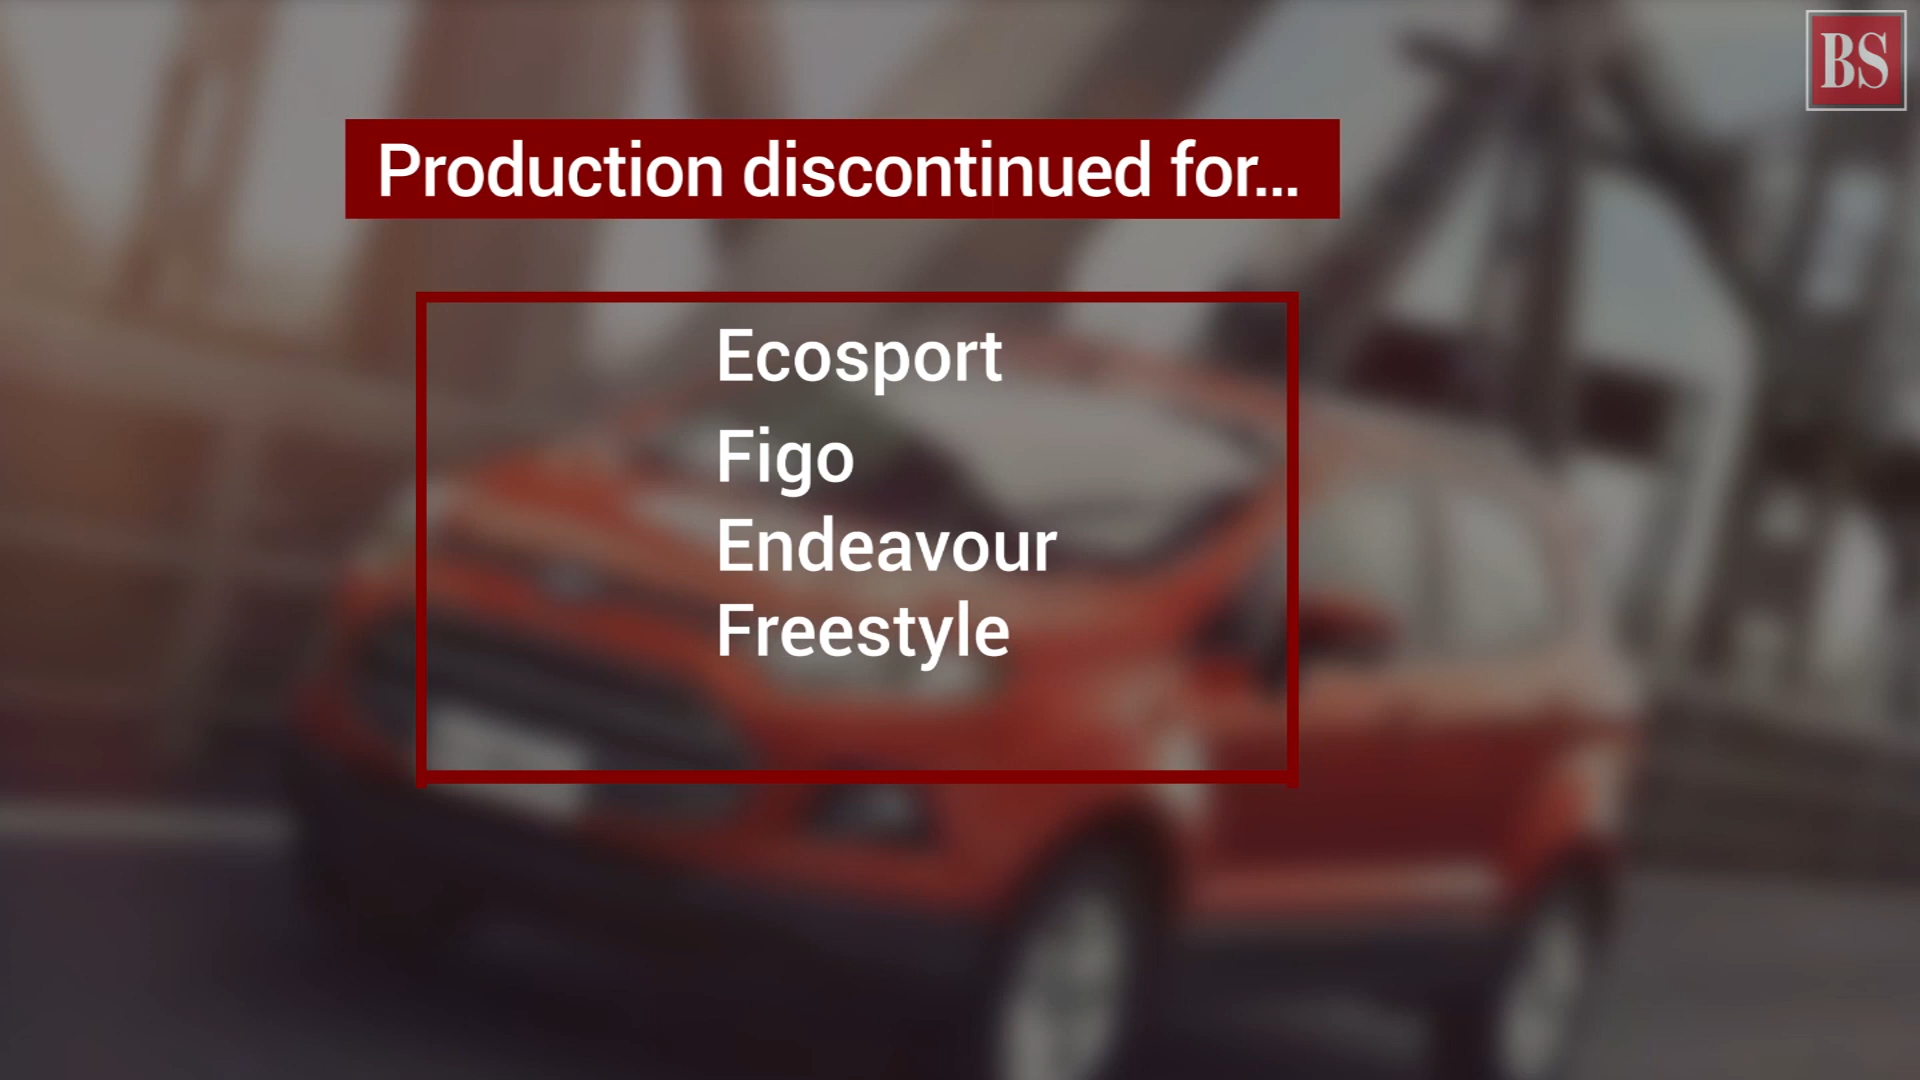 BS
Production discontinued for...
Ecosport
Figo
Endeavour
Freestyle